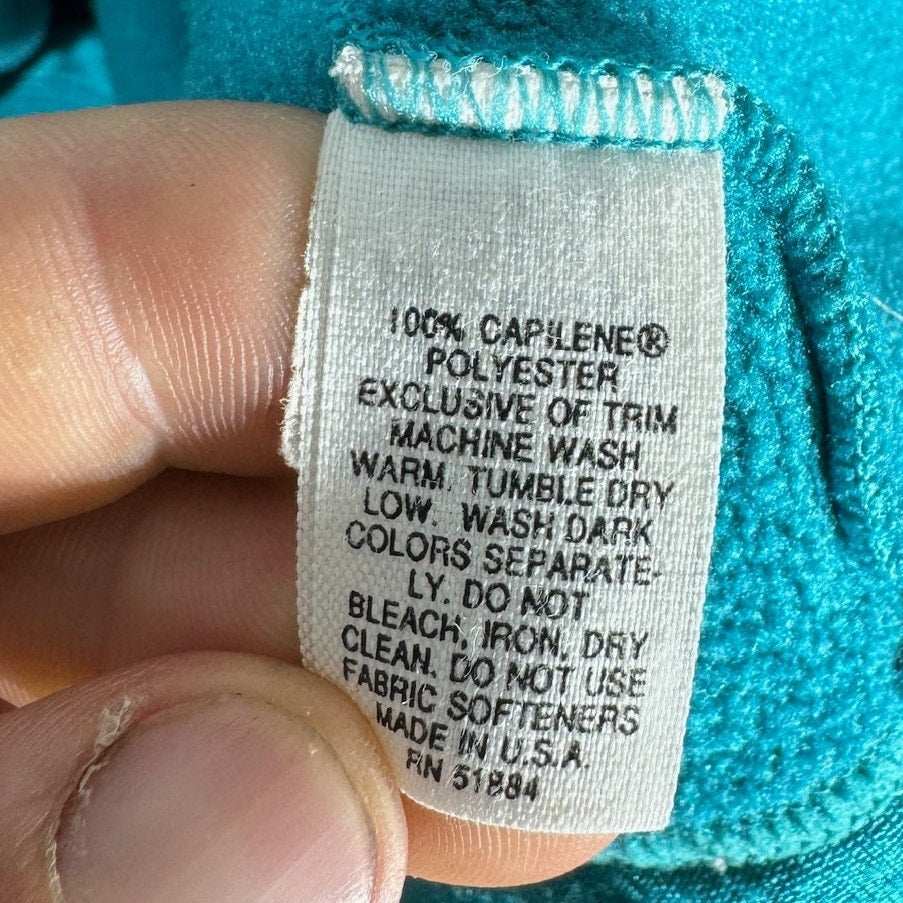 100% CAPILENE®
POLYESTER
EXCLUSIVE OF TRIM
MACHINE WASH
WARM. TUMBLE DRY
LOW. WASH DARK
COLORS SEPARATE-
LY. DO NOT
BLEACH, IRON, DRY
CLEAN. DO NOT USE
FABRIC SOFTENERS
MADE IN U.S.A.
RN 51884